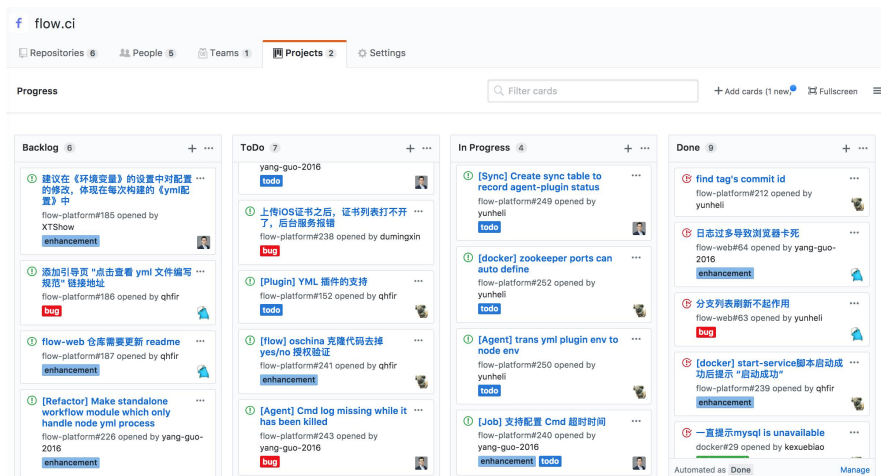 flow.ci
Repositories 6 People 5 Teams 1 Projects 2 Settings
Progress
Filter cards
Add cards (1 new)
Fullscreen
Backlog 6
建议在《环境变量》的设置中对配置
的修改，体现在每次构建的《yml配
置》中
flow-platform#185 opened by
XTShow
enhancement
添加引导页 "点击查看 yml 文件编写
规范" 链接地址
flow-platform#186 opened by qhfir
bug
flow-web 仓库需要更新 readme
flow-platform#187 opened by qhfir
enhancement
[Refactor] Make standalone
workflow module which only
handle node yml process
flow-platform#226 opened by yang-guo-
2016
enhancement
ToDo 7
yang-guo-2016
todo
上传iOS证书之后，证书列表打不开
了，后台服务报错
flow-platform#238 opened by dumingxin
bug
[Plugin] YML 插件的支持
flow-platform#152 opened by qhfir
todo
[flow] oschina 克隆代码去掉
yes/no 授权验证
flow-platform#241 opened by qhfir
enhancement
[Agent] Cmd log missing while it
has been killed
flow-platform#243 opened by
yang-guo-2016
bug
In Progress 4
[Sync] Create sync table to
record agent-plugin status
flow-platform#249 opened by
yunheli
todo
[docker] zookeeper ports can
auto define
flow-platform#252 opened by
yunheli
todo
[Agent] trans yml plugin env to
node env
flow-platform#250 opened by
yunheli
todo
[Job] 支持配置 Cmd 超时时间
flow-platform#240 opened by
yang-guo-2016
enhancement todo
Done 9
find tag's commit id
flow-platform#212 opened by
yunheli
日志过多导致浏览器卡死
flow-web#64 opened by yang-guo-
2016
enhancement
分支列表刷新不起作用
flow-web#63 opened by yunheli
bug
[docker] start-service脚本启动成
功后提示 “启动成功”
flow-platform#239 opened by qhfir
enhancement
一直提示mysql is unavailable
docker#29 opened by kexuebiao
Automated as Done Manage